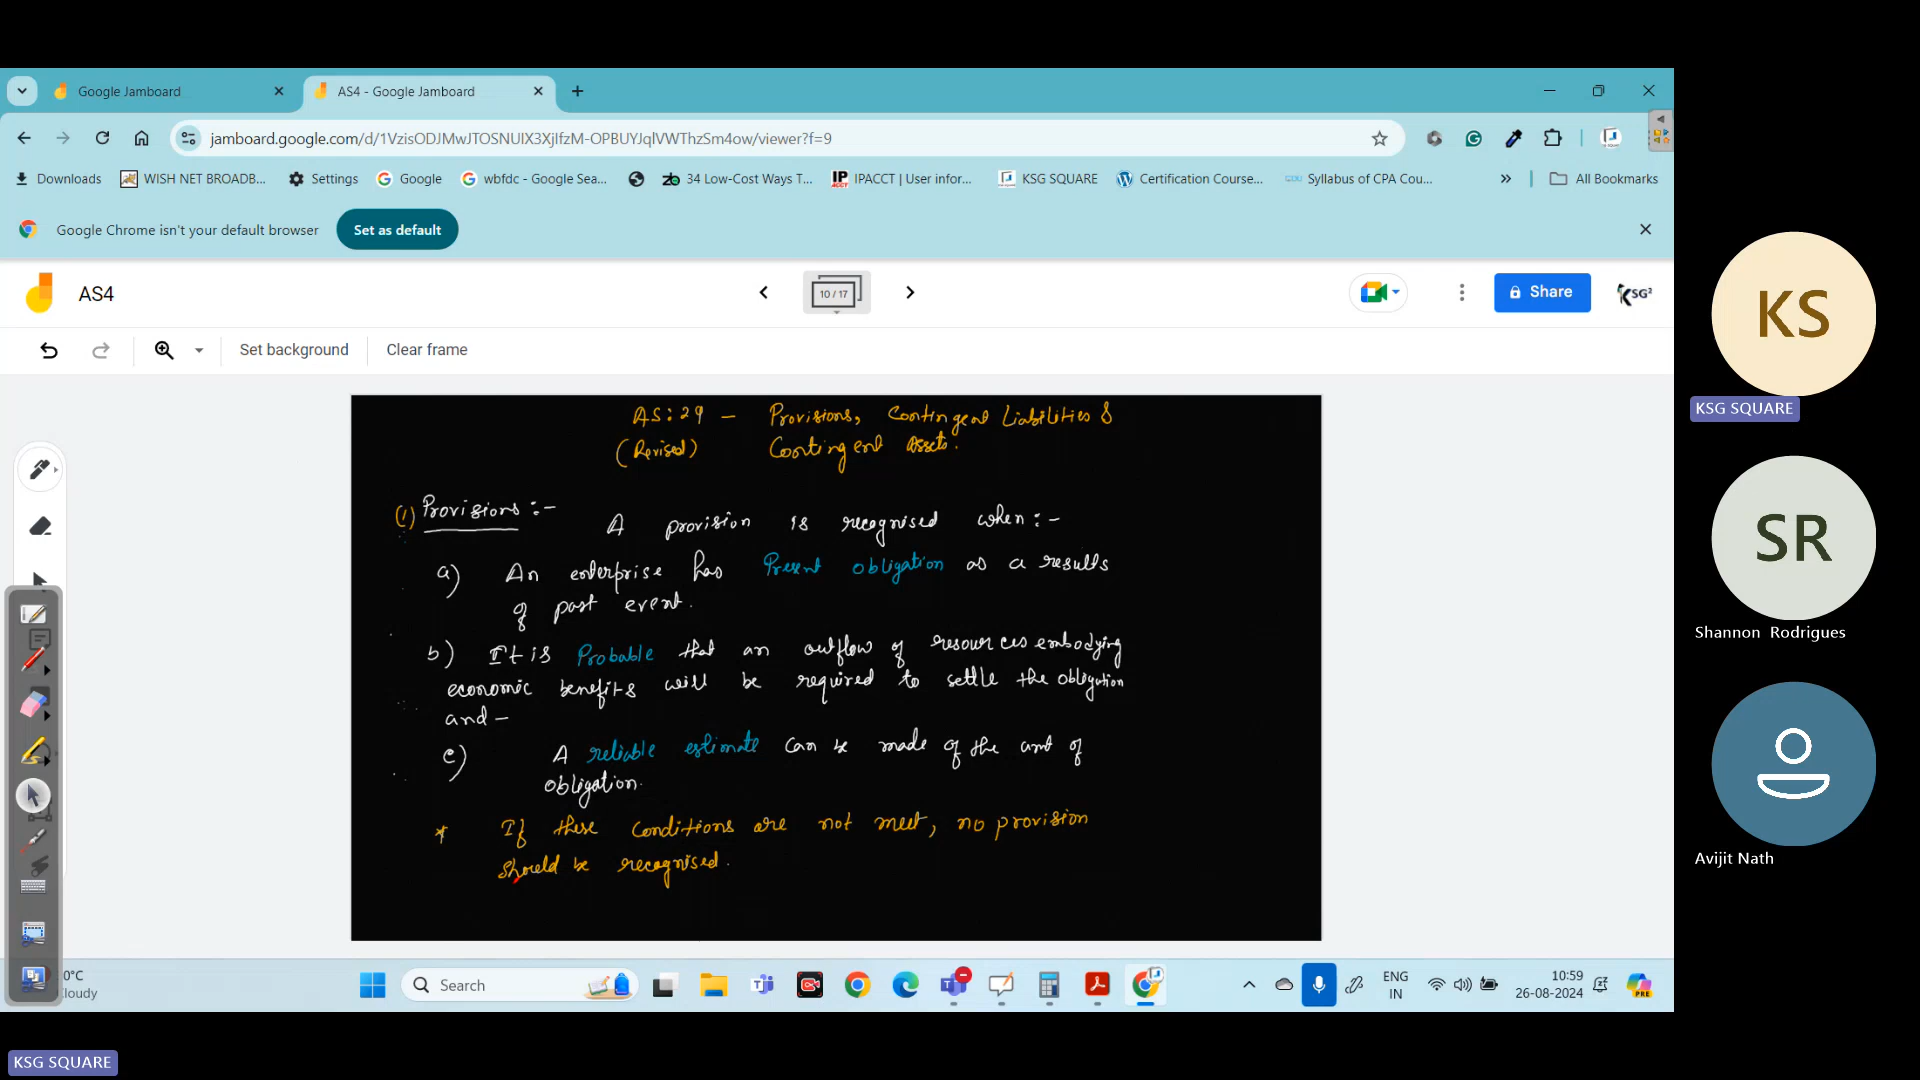 Google Jamboard
AS4 - Google Jamboard
jamboard.google.com/d/1VzisODJMwJTOSNUlX3XjlfzM-OPBUYJqlVWThzSm4ow/viewer?f=9
Downloads
WISH NET BROADB...
Settings
Google
wbfdc - Google Sea...
34 Low-Cost Ways T...
IPACCT | User infor...
KSG SQUARE
Certification Course...
Syllabus of CPA Cou...
All Bookmarks
Google Chrome isn't your default browser
Set as default
AS4
10 / 17
Share
KSG²
Set background
Clear frame
AS:29 - Provisions, Contingent Liabilities &
(Revised) Contingent Assets.
(1) Provisions :- A provision is recognised when :-
a) An enterprise has Present obligation as a results
of past event.
b) It is Probable that an outflow of resources embodying
economic benefits will be required to settle the obligation
and -
c) A reliable estimate can be made of the amt of
obligation.
* If these conditions are not meet, no provision
should be recognised.
KS
KSG SQUARE
SR
Shannon Rodrigues
Avijit Nath
0°C
Cloudy
Search
ENG
IN
10:59
26-08-2024
PRE
KSG SQUARE